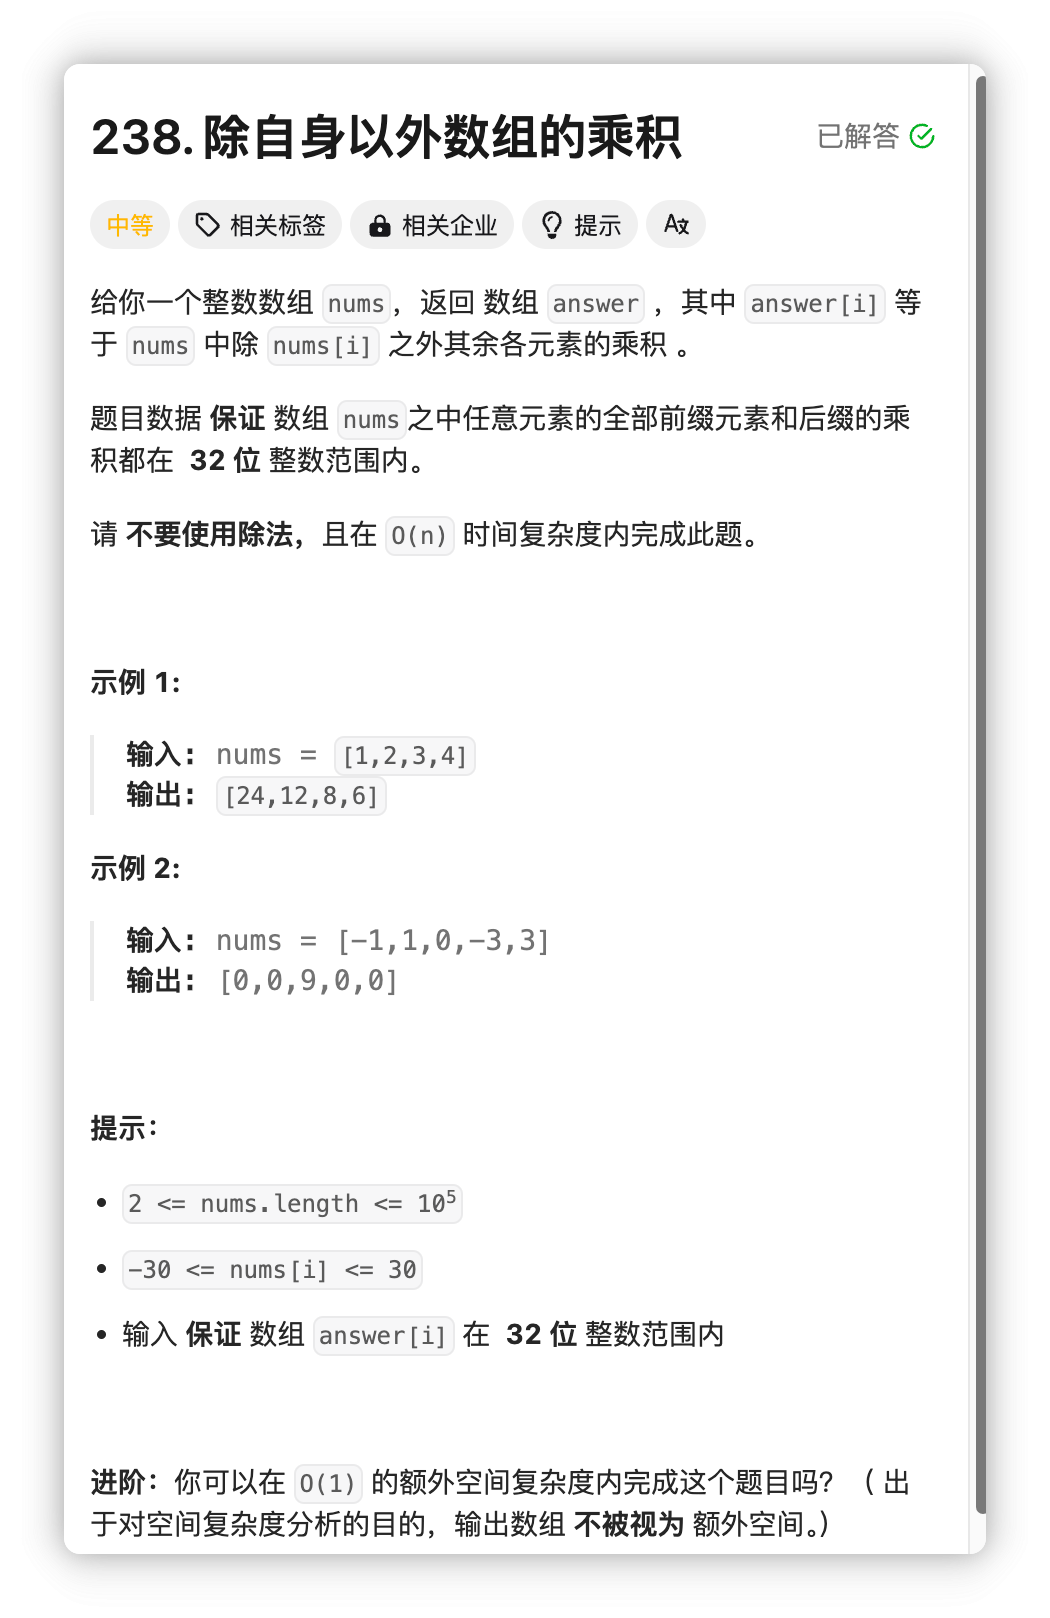 238. 除自身以外数组的乘积
已解答
中等 相关标签 相关企业 提示 A文
给你一个整数数组 nums，返回 数组 answer ，其中 answer[i] 等
于 nums 中除 nums[i] 之外其余各元素的乘积 。
题目数据 保证 数组 nums之中任意元素的全部前缀元素和后缀的乘
积都在 32 位 整数范围内。
请 不要使用除法，且在 O(n) 时间复杂度内完成此题。
示例 1:
输入: nums = [1,2,3,4]
输出: [24,12,8,6]
示例 2:
输入: nums = [-1,1,0,-3,3]
输出: [0,0,9,0,0]
提示：
• 2 <= nums.length <= 10⁵
• -30 <= nums[i] <= 30
• 输入 保证 数组 answer[i] 在 32 位 整数范围内
进阶：你可以在 O(1) 的额外空间复杂度内完成这个题目吗？（ 出
于对空间复杂度分析的目的，输出数组 不被视为 额外空间。）